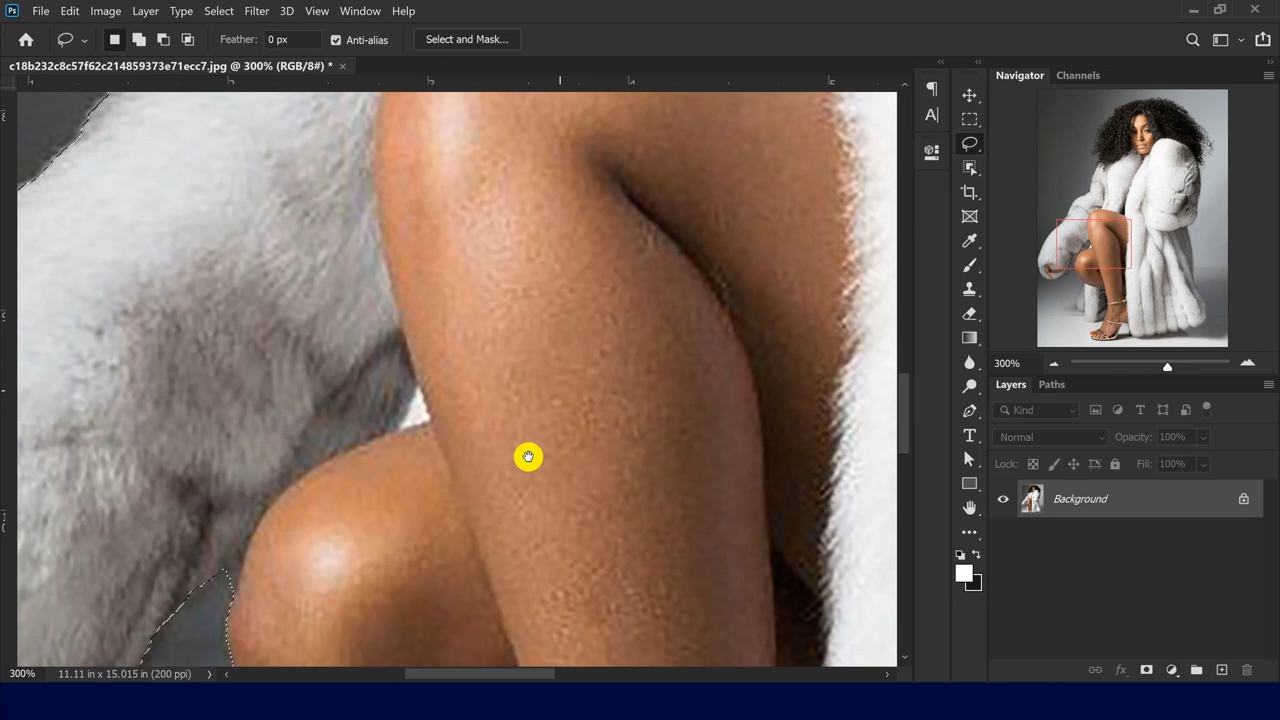 Ps File Edit Image Layer Type Select Filter 3D View Window Help
Feather: 0 px Anti-alias Select and Mask...
c18b232c8c57f62c214859373e71ecc7.jpg @ 300% (RGB/8#) *
Navigator Channels
300%
Layers Paths
Kind
Normal Opacity: 100%
Lock: Fill: 100%
Background
300% 11.11 in x 15.015 in (200 ppi)